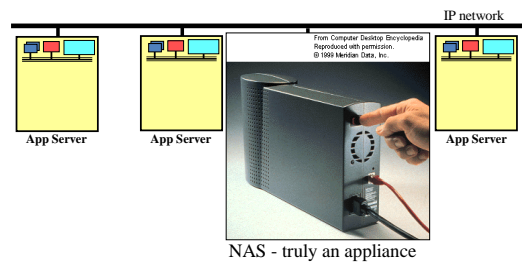 IP network
From Computer Desktop Encyclopedia
Reproduced with permission.
© 1999 Meridian Data, Inc.
App Server
App Server
App Server
NAS - truly an appliance